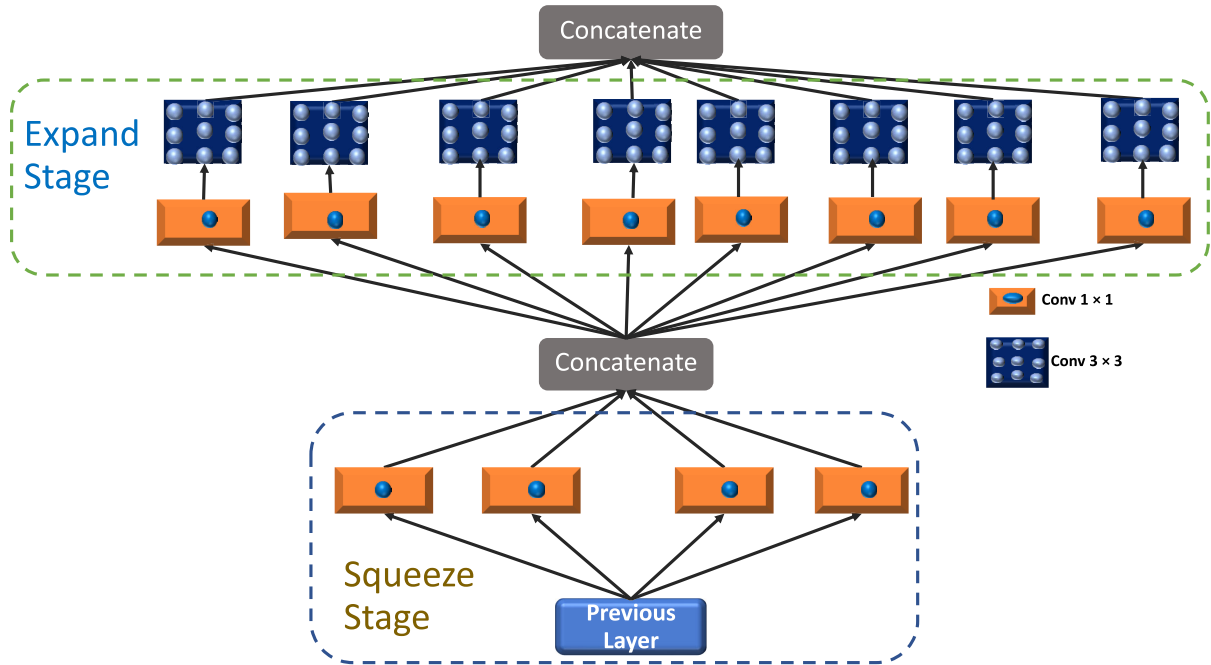 Concatenate
Expand
Stage
Conv 1 × 1
Concatenate
Conv 3 × 3
Squeeze
Stage
Previous
Layer